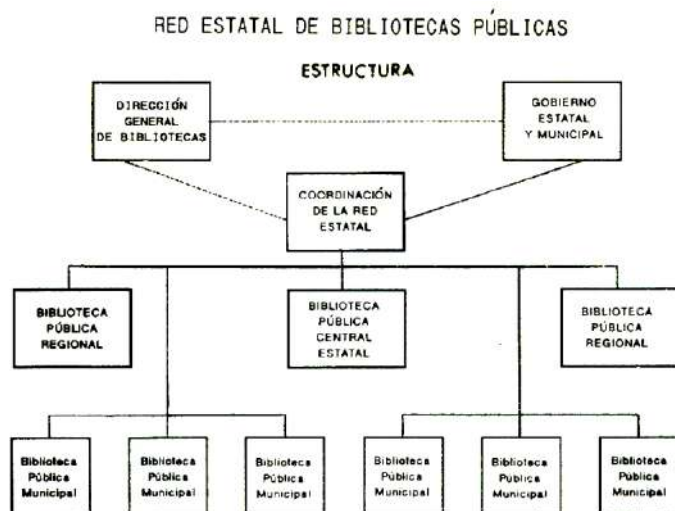 RED ESTATAL DE BIBLIOTECAS PÚBLICAS
ESTRUCTURA
DIRECCIÓN
GENERAL
DE BIBLIOTECAS
GOBIERNO
ESTATAL
Y MUNICIPAL
COORDINACIÓN
DE LA RED
ESTATAL
BIBLIOTECA
PÚBLICA
REGIONAL
BIBLIOTECA
PÚBLICA
CENTRAL
ESTATAL
BIBLIOTECA
PÚBLICA
REGIONAL
Biblioteca
Pública
Municipal
Biblioteca
Pública
Municipal
Biblioteca
Pública
Municipal
Biblioteca
Pública
Municipal
Biblioteca
Pública
Municipal
Biblioteca
Pública
Municipal